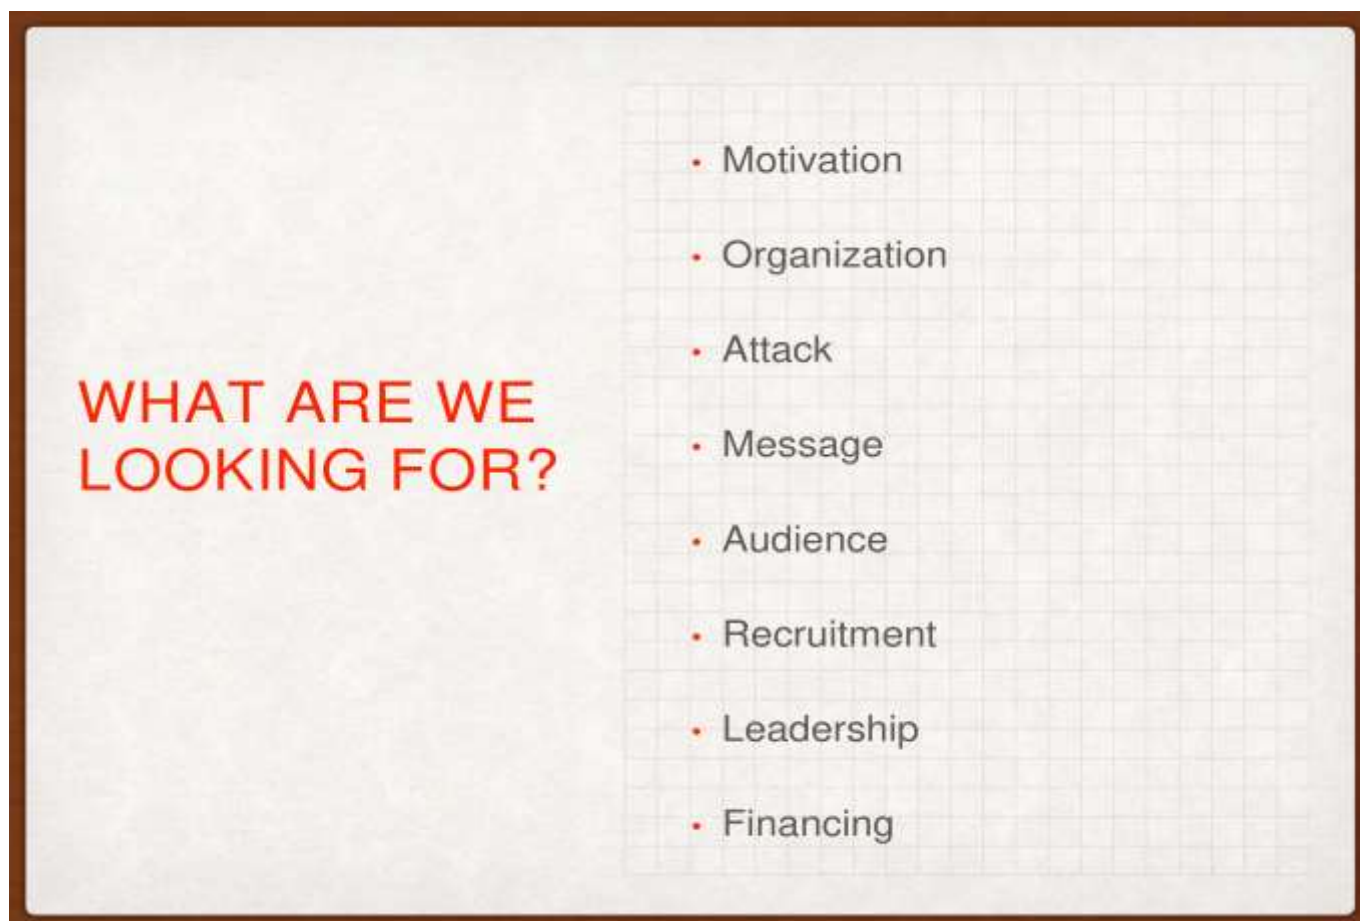 WHAT ARE WE
LOOKING FOR?
• Motivation
• Organization
• Attack
• Message
• Audience
• Recruitment
• Leadership
• Financing